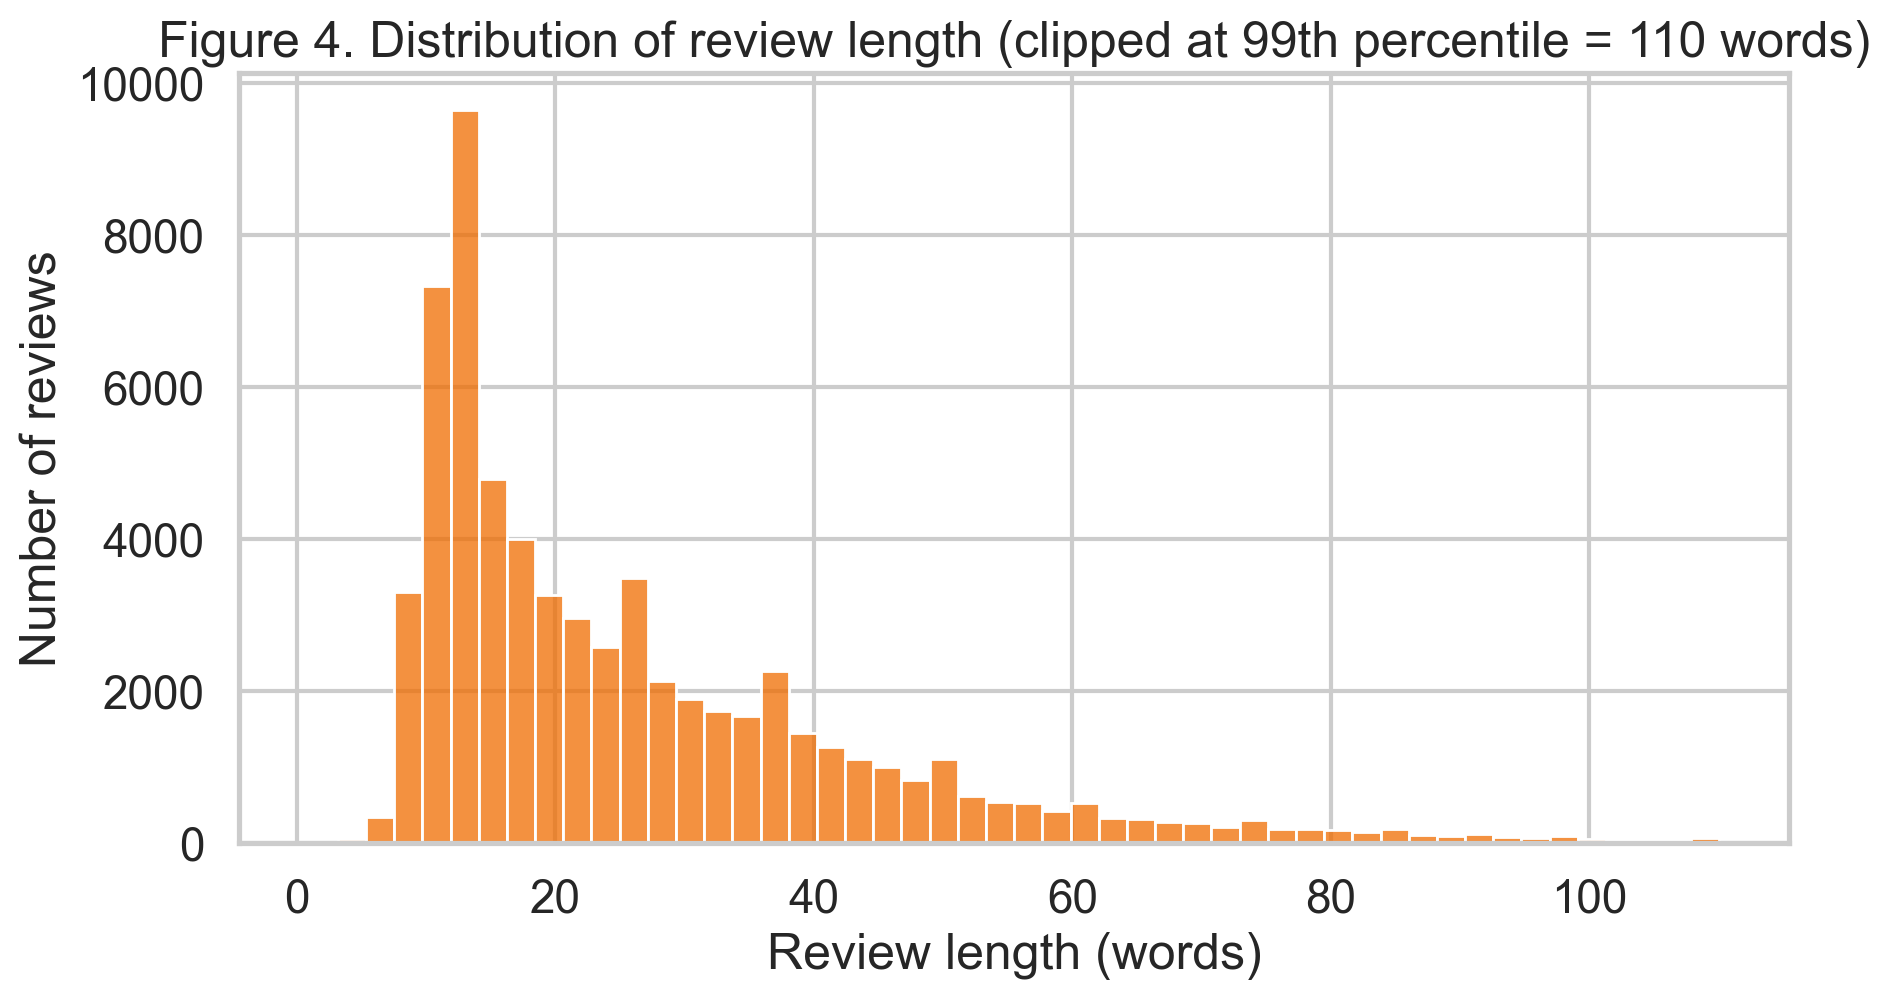 Figure 4. Distribution of review length (clipped at 99th percentile = 110 words)
10000
8000
6000
4000
2000
0
Number of reviews
0 20 40 60 80 100
Review length (words)